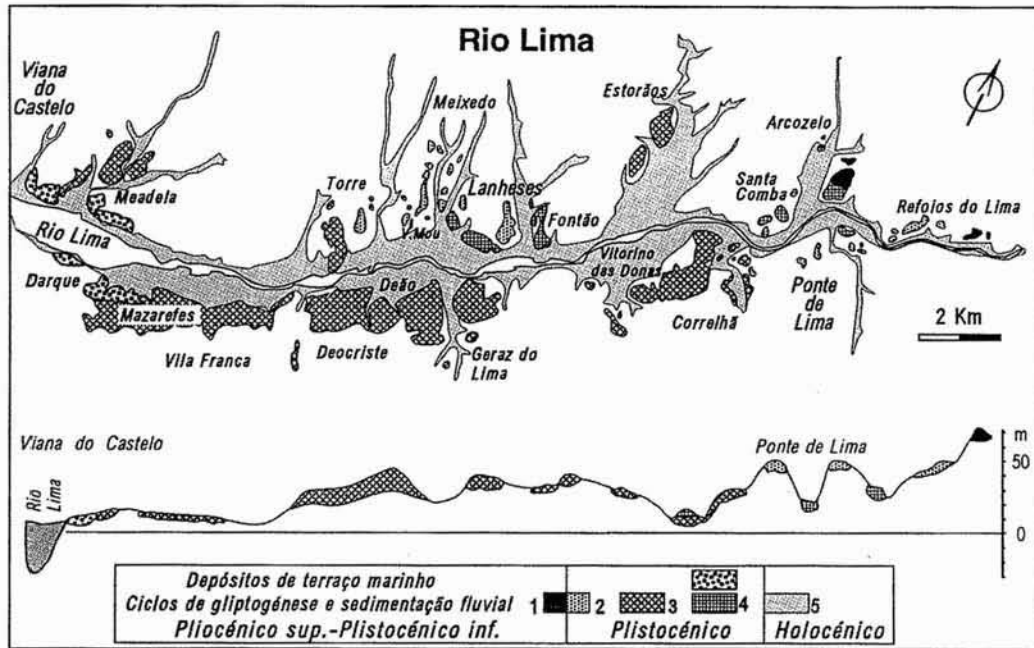 Rio Lima
Viana
do
Castelo
Meixedo
Estorãos
Arcozelo
Meadela
Torre
Lanheses
Santa
Comba
Refoios do Lima
Fontão
Rio Lima
Mou
Vitorino
das Donas
Darque
Deão
Ponte
de
Lima
Mazarefes
Correlhã
2 Km
Vila Franca
Deocriste
Geraz do
Lima
Viana do Castelo
Ponte de Lima
m
50
0
Rio
Lima
Depósitos de terraço marinho
Ciclos de gliptogénese e sedimentação fluvial
1 2 3 4 5
Pliocénico sup.-Plistocénico inf.
Plistocénico
Holocénico